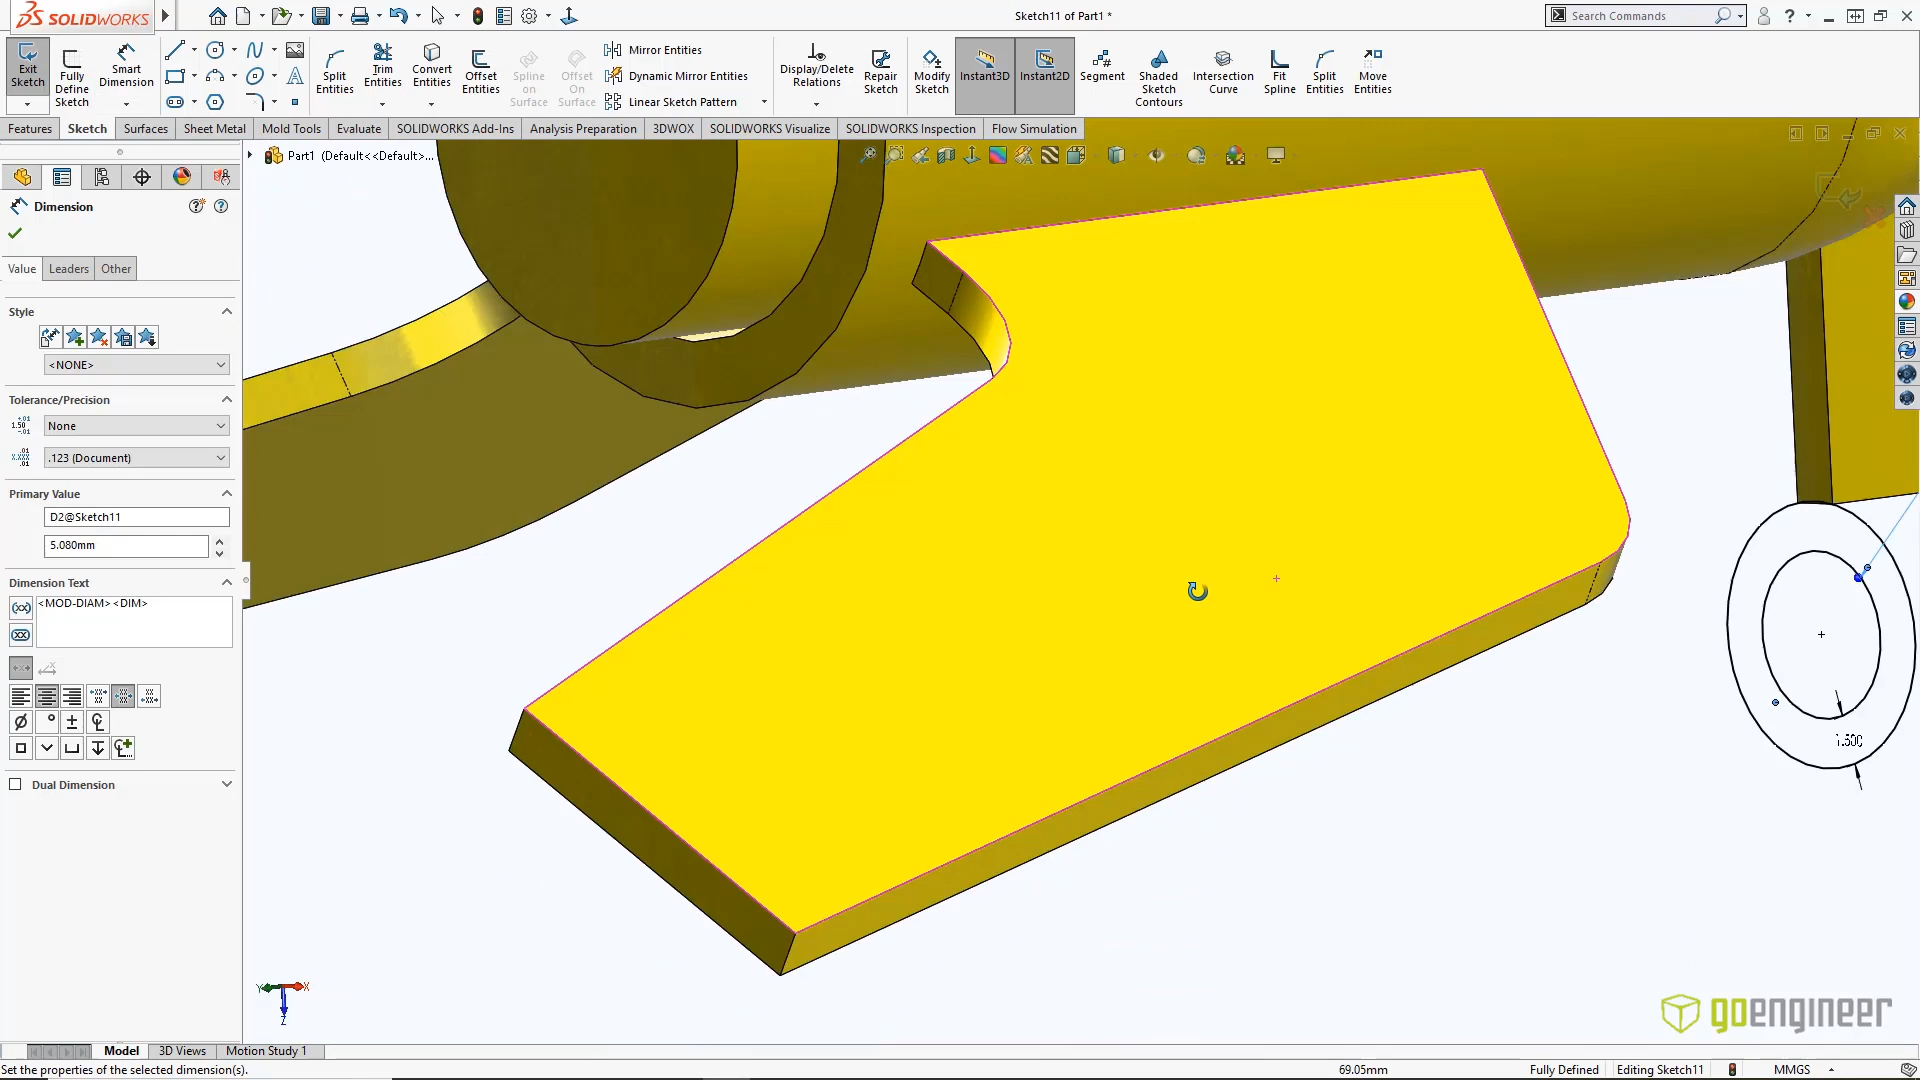 SOLIDWORKS
Sketch11 of Part1 *
Search Commands
Exit Sketch
Fully Define Sketch
Smart Dimension
Split Entities
Trim Entities
Convert Entities
Offset Entities
Spline on Surface
Offset On Surface
Mirror Entities
Dynamic Mirror Entities
Linear Sketch Pattern
Display/Delete Relations
Repair Sketch
Modify Sketch
Instant3D
Instant2D
Segment
Shaded Sketch Contours
Intersection Curve
Fit Spline
Split Entities
Move Entities
Features
Sketch
Surfaces
Sheet Metal
Mold Tools
Evaluate
SOLIDWORKS Add-Ins
Analysis Preparation
3DWOX
SOLIDWORKS Visualize
SOLIDWORKS Inspection
Flow Simulation
Part1 (Default<<Default>...
Dimension
Value
Leaders
Other
Style
<NONE>
Tolerance/Precision
None
.123 (Document)
Primary Value
D2@Sketch11
5.080mm
Dimension Text
<MOD-DIAM><DIM>
Dual Dimension
1.500
Y
X
Z
goengineer
Model
3D Views
Motion Study 1
Set the properties of the selected dimension(s).
69.05mm
Fully Defined
Editing Sketch11
MMGS